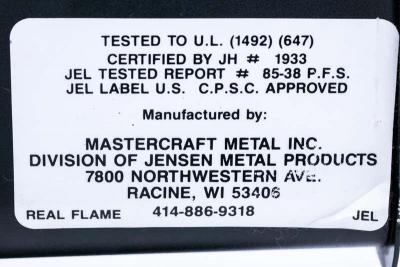 TESTED TO U.L. (1492) (647)
CERTIFIED BY JH # 1933
JEL TESTED REPORT # 85-38 P.F.S.
JEL LABEL U.S. C.P.S.C. APPROVED
Manufactured by:
MASTERCRAFT METAL INC.
DIVISION OF JENSEN METAL PRODUCTS
7800 NORTHWESTERN AVE.
RACINE, WI 53406
REAL FLAME 414-886-9318 JEL